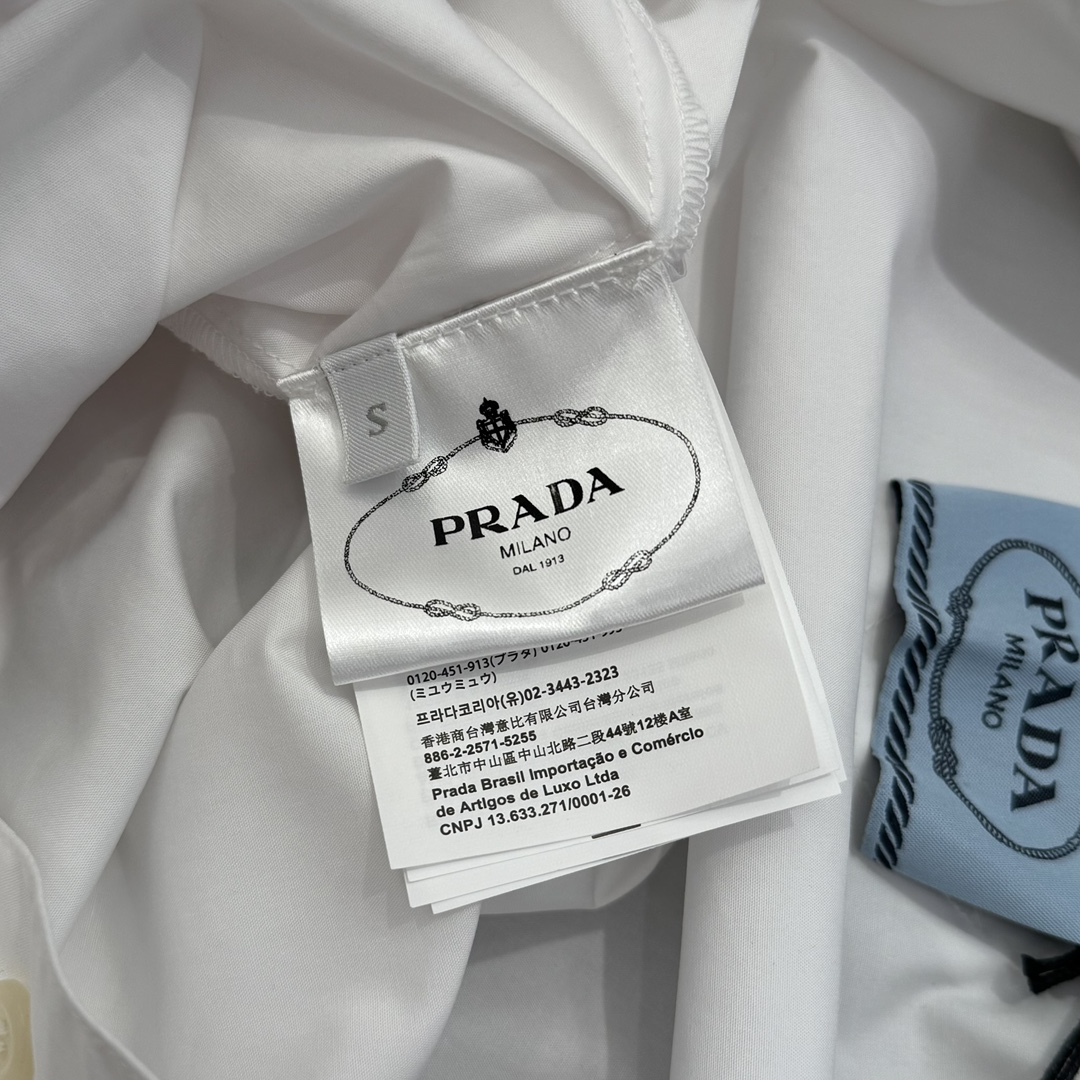 S
PRADA
MILANO
DAL 1913
0120-451-913(プラダ)
(ミュウミュウ)
프라다코리아(유)02-3443-2323
香港商台灣意比有限公司台灣分公司
886-2-2571-5255
臺北市中山區中山北路二段44號12樓A室
Prada Brasil Importação e Comércio
de Artigos de Luxo Ltda
CNPJ 13.633.271/0001-26
PRADA
MILANO